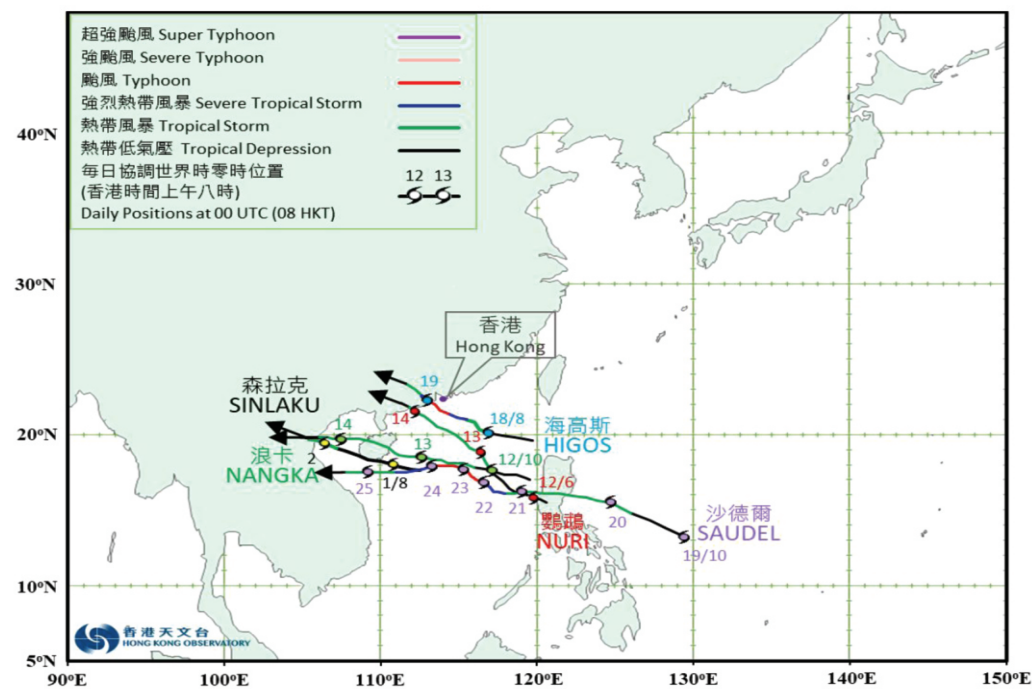 超強颱風 Super Typhoon
強颱風 Severe Typhoon
颱風 Typhoon
強烈熱帶風暴 Severe Tropical Storm
熱帶風暴 Tropical Storm
熱帶低氣壓 Tropical Depression
每日協調世界時零時位置
(香港時間上午八時)
Daily Positions at 00 UTC (08 HKT)
12 13
40°N
30°N
20°N
10°N
5°N
香港
Hong Kong
森拉克
SINLAKU
2
1/8
浪卡
NANGKA
14
13
12/10
海高斯
HIGOS
19
18/8
14
13
12/6
鸚鵡
NURI
沙德爾
SAUDEL
25
24
23
22
21
20
19/10
香港天文台
HONG KONG OBSERVATORY
90°E
100°E
110°E
120°E
130°E
140°E
150°E